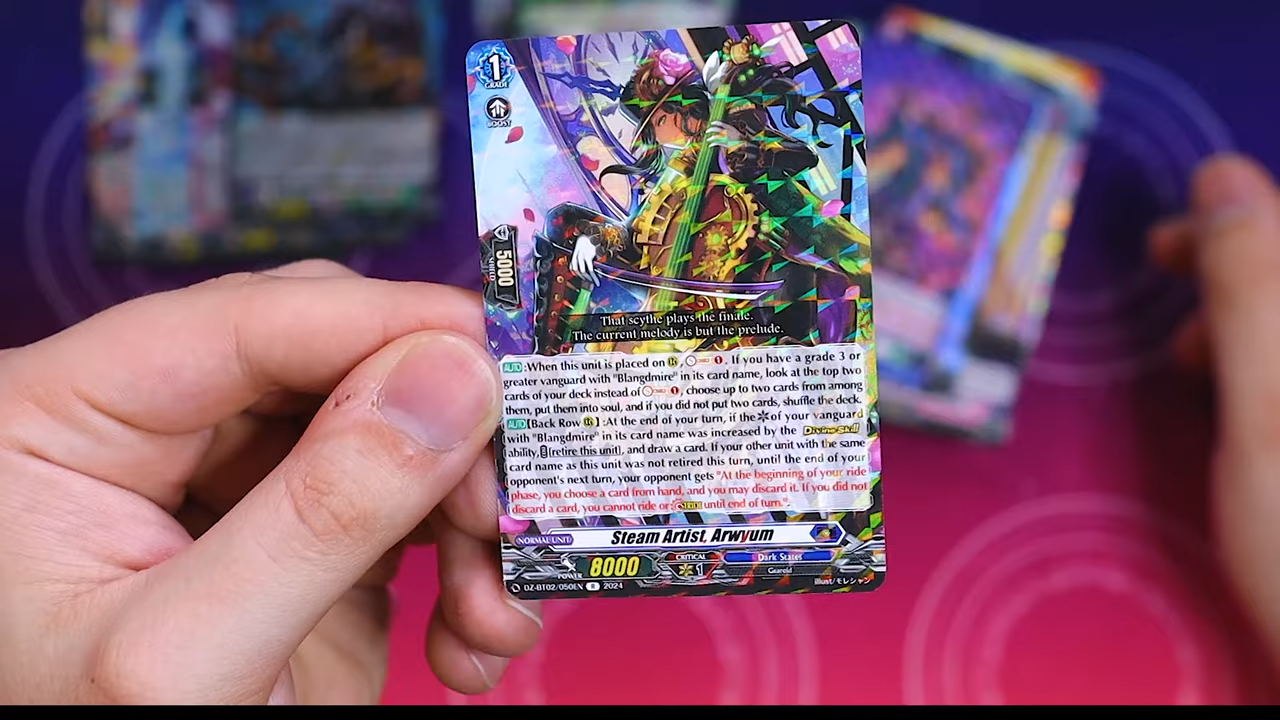 1
GRADE
BOOST
5000
SHIELD
That scythe plays the finale.
The current melody is but the prelude.
AUTO:When this unit is placed on R, SC 1. If you have a grade 3 or
greater vanguard with "Blangdmire" in its card name, look at the top two
cards of your deck instead of SC 1, choose up to two cards from among
them, put them into soul, and if you did not put two cards, shuffle the deck.
AUTO【Back Row R】:At the end of your turn, if the of your vanguard
with "Blangdmire" in its card name was increased by the Divine Skill
ability, [retire this unit], and draw a card. If your other unit with the same
card name as this unit was not retired this turn, until the end of your
opponent's next turn, your opponent gets "At the beginning of your ride
phase, you choose a card from hand, and you may discard it. If you did not
discard a card, you cannot ride or until end of turn.".
NORMAL UNIT
Steam Artist, Arwyum
POWER 8000
CRITICAL
1
Dark States
Gearoid
DZ-BT02/050EN R 2024
illust/モレシャン